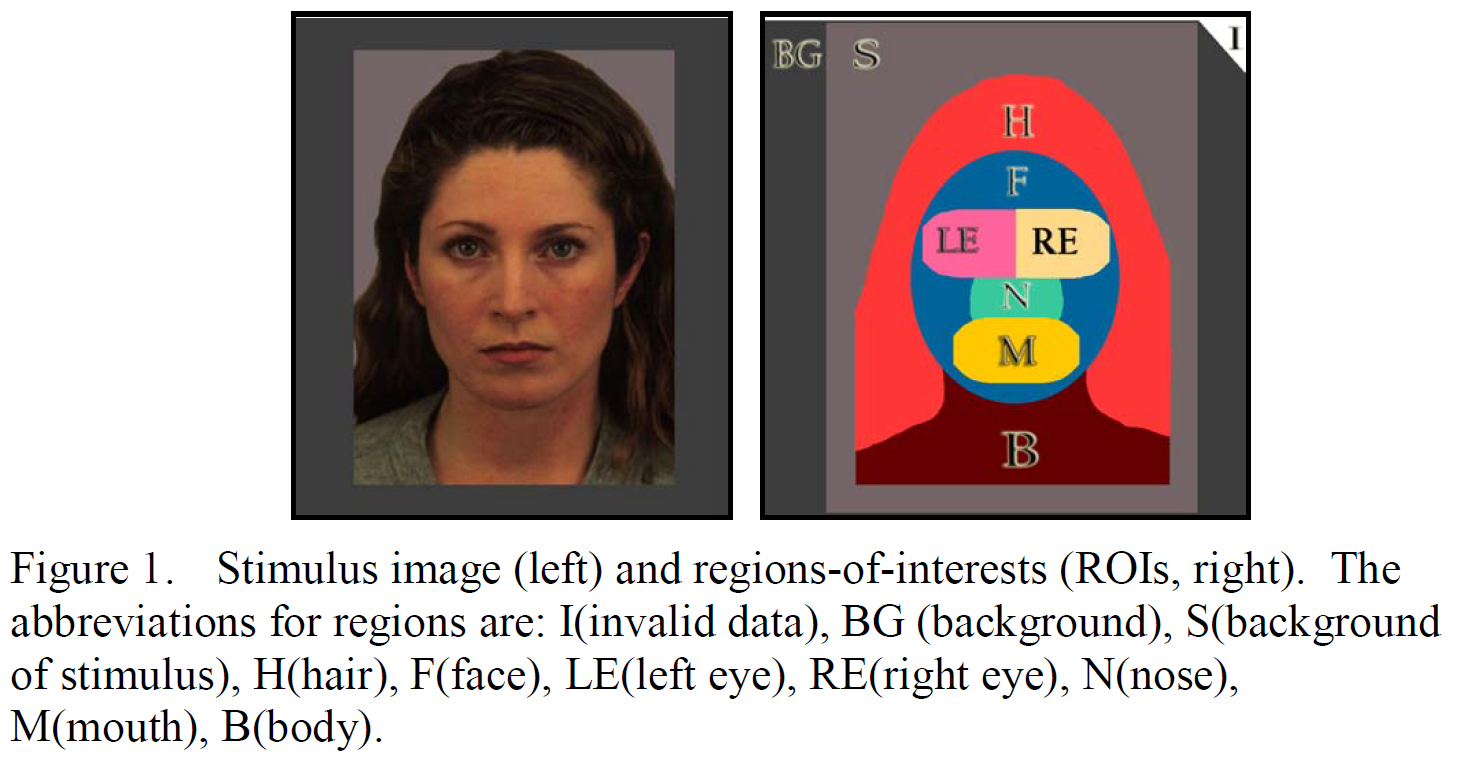 BG S I
H
F
LE RE
N
M
B
Figure 1. Stimulus image (left) and regions-of-interests (ROIs, right). The
abbreviations for regions are: I(invalid data), BG (background), S(background
of stimulus), H(hair), F(face), LE(left eye), RE(right eye), N(nose),
M(mouth), B(body).